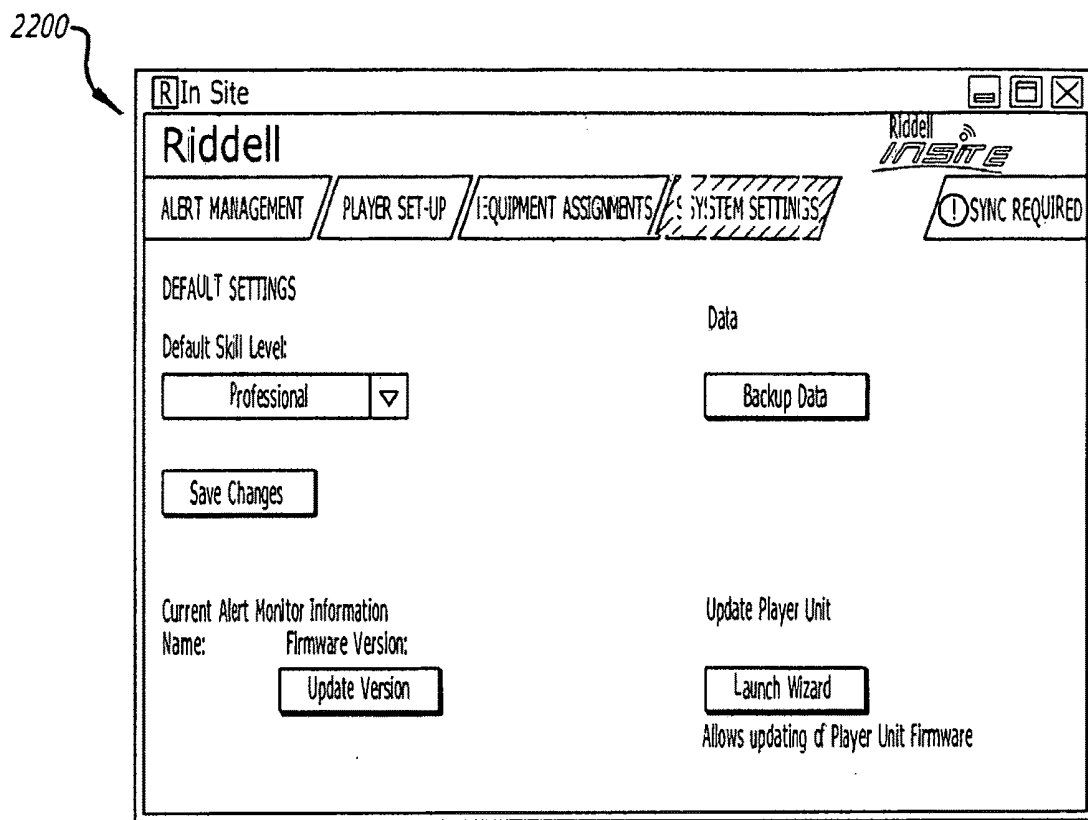 2200
R In Site
Riddell
Riddell
INSITE
ALERT MANAGEMENT
PLAYER SET-UP
EQUIPMENT ASSIGNMENTS
SYSTEM SETTINGS
! SYNC REQUIRED
DEFAULT SETTINGS
Data
Default Skill Level:
Professional
Backup Data
Save Changes
Current Alert Monitor Information
Update Player Unit
Name: Firmware Version:
Update Version
Launch Wizard
Allows updating of Player Unit Firmware